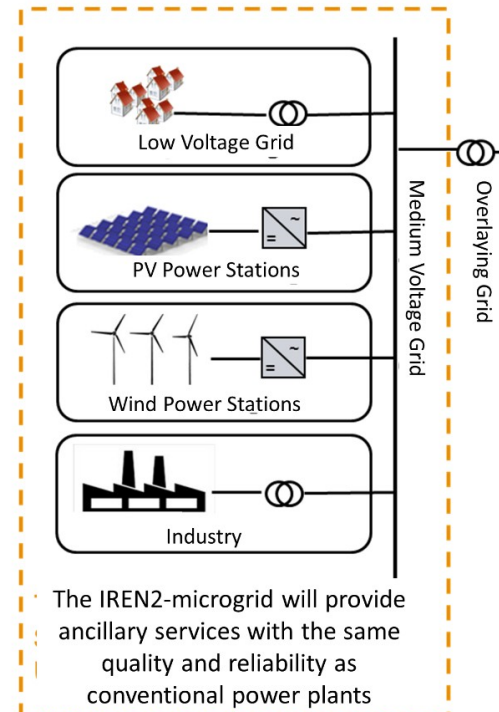 Low Voltage Grid
PV Power Stations
Wind Power Stations
Industry
Medium Voltage Grid
Overlaying Grid
The IREN2-microgrid will provide
ancillary services with the same
quality and reliability as
conventional power plants